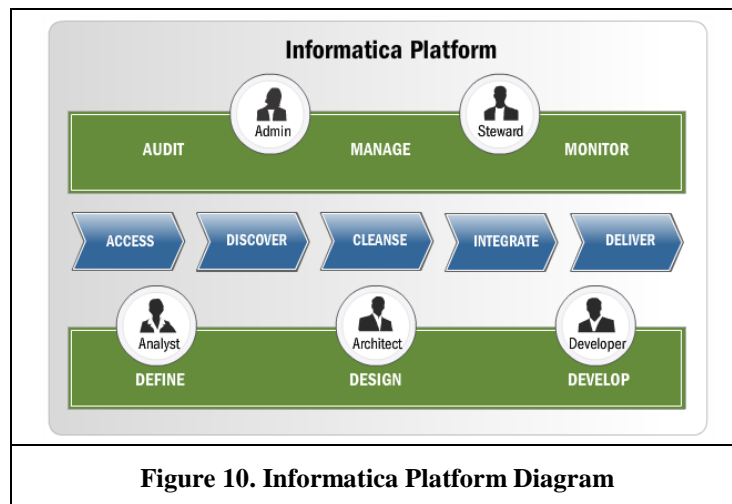 Informatica Platform
Admin
Steward
AUDIT MANAGE MONITOR
ACCESS DISCOVER CLEANSE INTEGRATE DELIVER
Analyst Architect Developer
DEFINE DESIGN DEVELOP
Figure 10. Informatica Platform Diagram